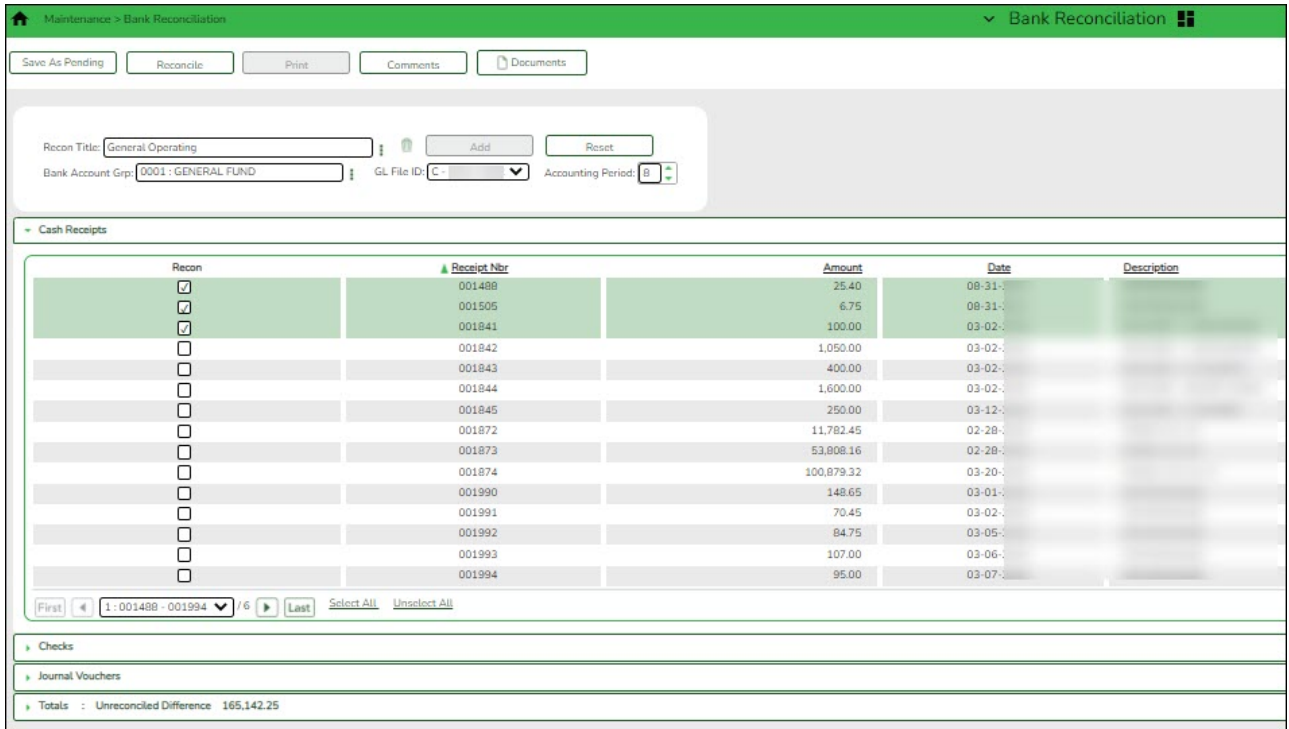 Maintenance > Bank Reconciliation Bank Reconciliation
Save As Pending Reconcile Print Comments Documents
Recon Title: General Operating Add Reset
Bank Account Grp: 0001 : GENERAL FUND GL File ID: C - Accounting Period: 8
Cash Receipts
Recon Receipt Nbr Amount Date Description
001488 25.40 08-31-
001505 6.75 08-31-
001841 100.00 03-02-
001842 1,050.00 03-02-
001843 400.00 03-02-
001844 1,600.00 03-02-
001845 250.00 03-12-
001872 11,782.45 02-28-
001873 53,808.16 02-28-
001874 100,879.32 03-20-
001990 148.65 03-01-
001991 70.45 03-02-
001992 84.75 03-05-
001993 107.00 03-06-
001994 95.00 03-07-
First 1 : 001488 - 001994 / 6 Last Select All Unselect All
Checks
Journal Vouchers
Totals : Unreconciled Difference 165,142.25